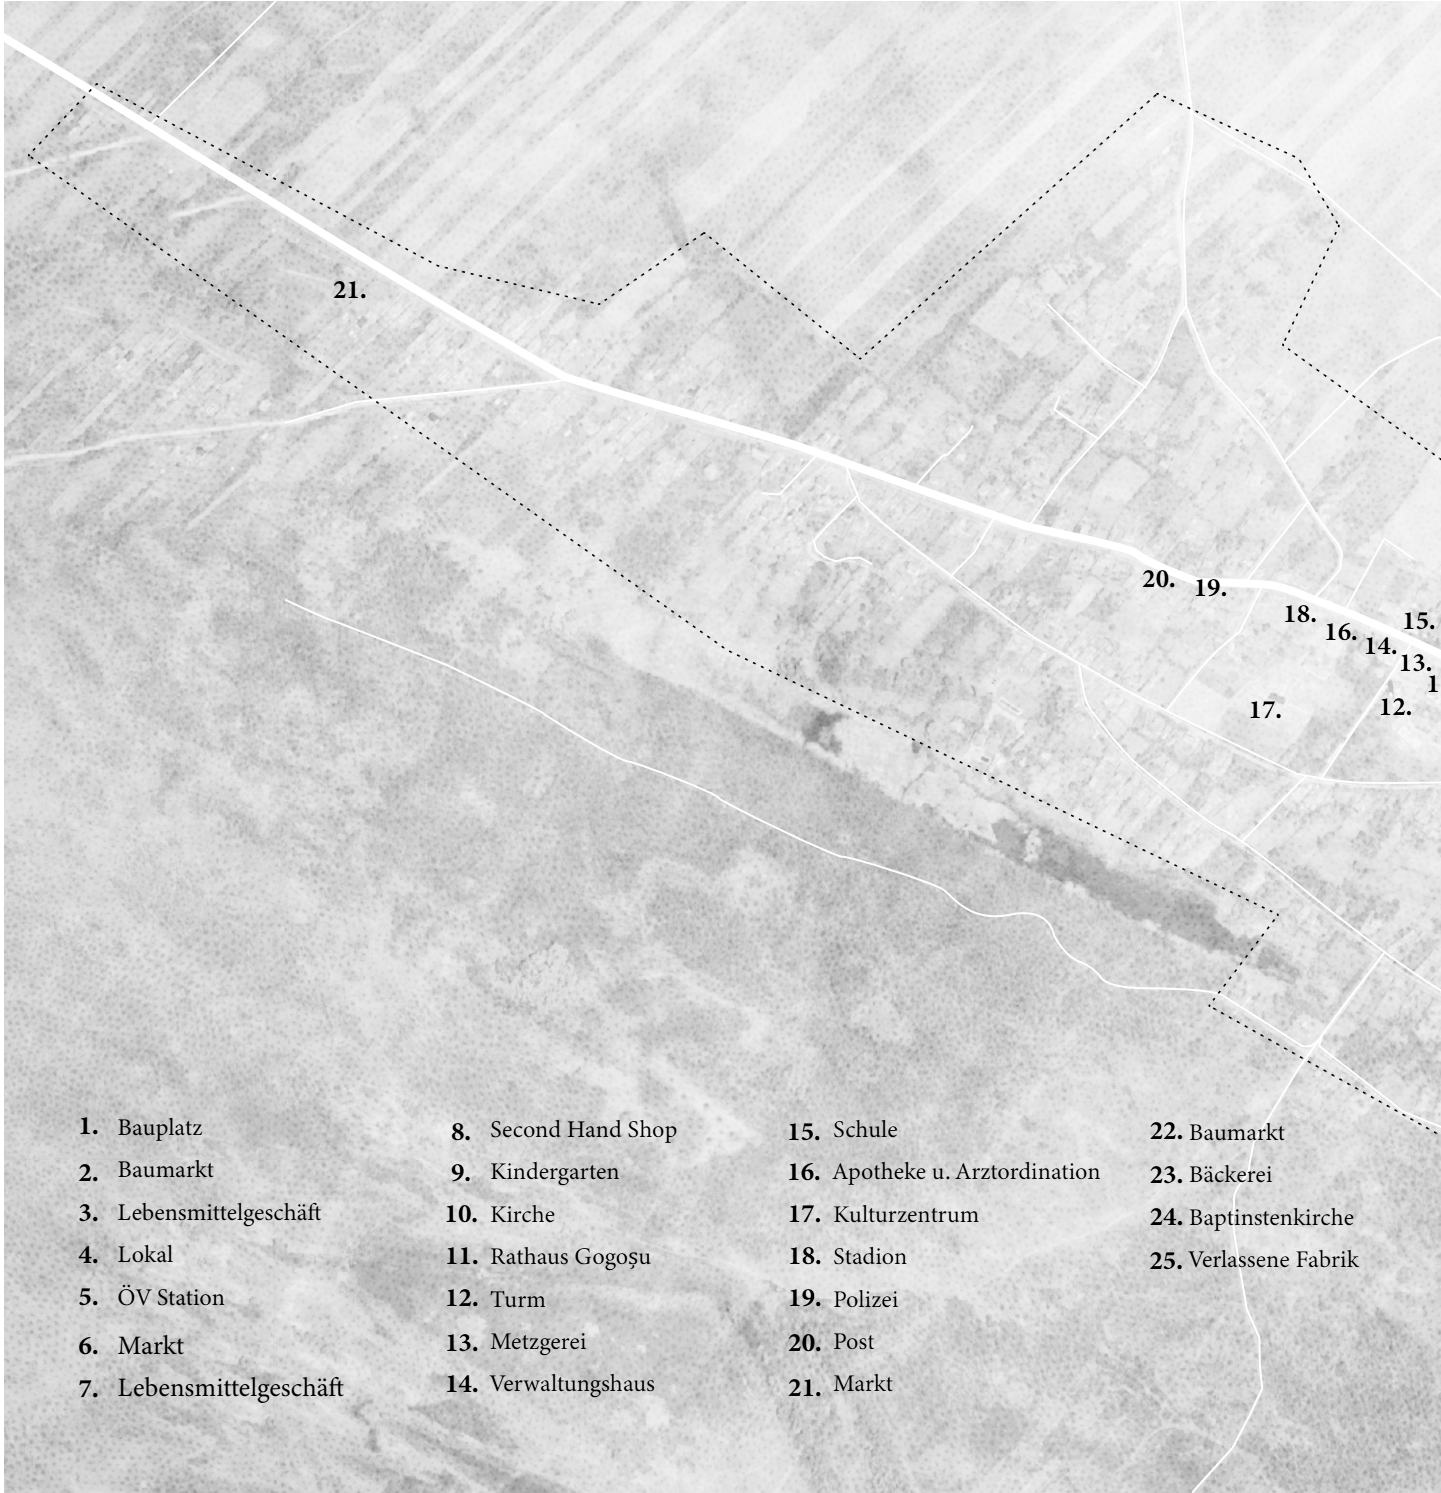 21.
20.
19.
18.
16.
15.
14.
13.
1
17.
12.
1. Bauplatz
2. Baumarkt
3. Lebensmittelgeschäft
4. Lokal
5. ÖV Station
6. Markt
7. Lebensmittelgeschäft
8. Second Hand Shop
9. Kindergarten
10. Kirche
11. Rathaus Gogoșu
12. Turm
13. Metzgerei
14. Verwaltungshaus
15. Schule
16. Apotheke u. Arztordination
17. Kulturzentrum
18. Stadion
19. Polizei
20. Post
21. Markt
22. Baumarkt
23. Bäckerei
24. Baptinstenkirche
25. Verlassene Fabrik